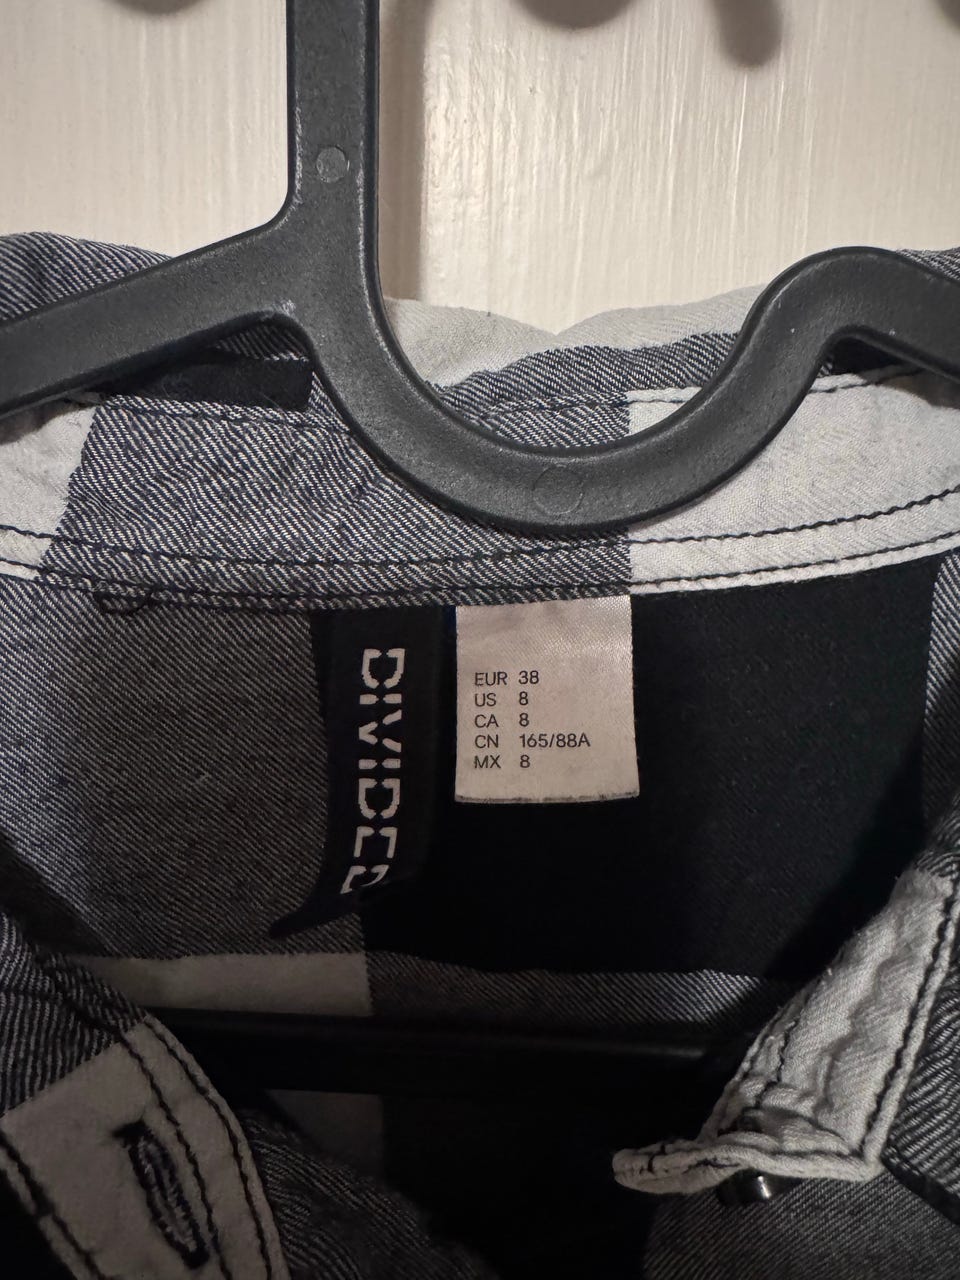 DIVIDED
EUR 38
US 8
CA 8
CN 165/88A
MX 8